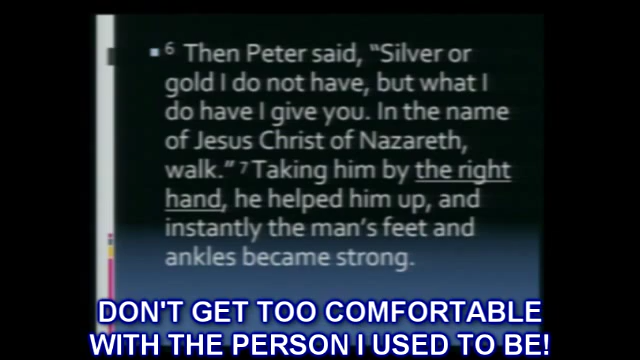 6 Then Peter said, “Silver or
gold I do not have, but what I
do have I give you. In the name
of Jesus Christ of Nazareth,
walk.” 7 Taking him by the right
hand, he helped him up, and
instantly the man’s feet and
ankles became strong.
DON'T GET TOO COMFORTABLE
WITH THE PERSON I USED TO BE!